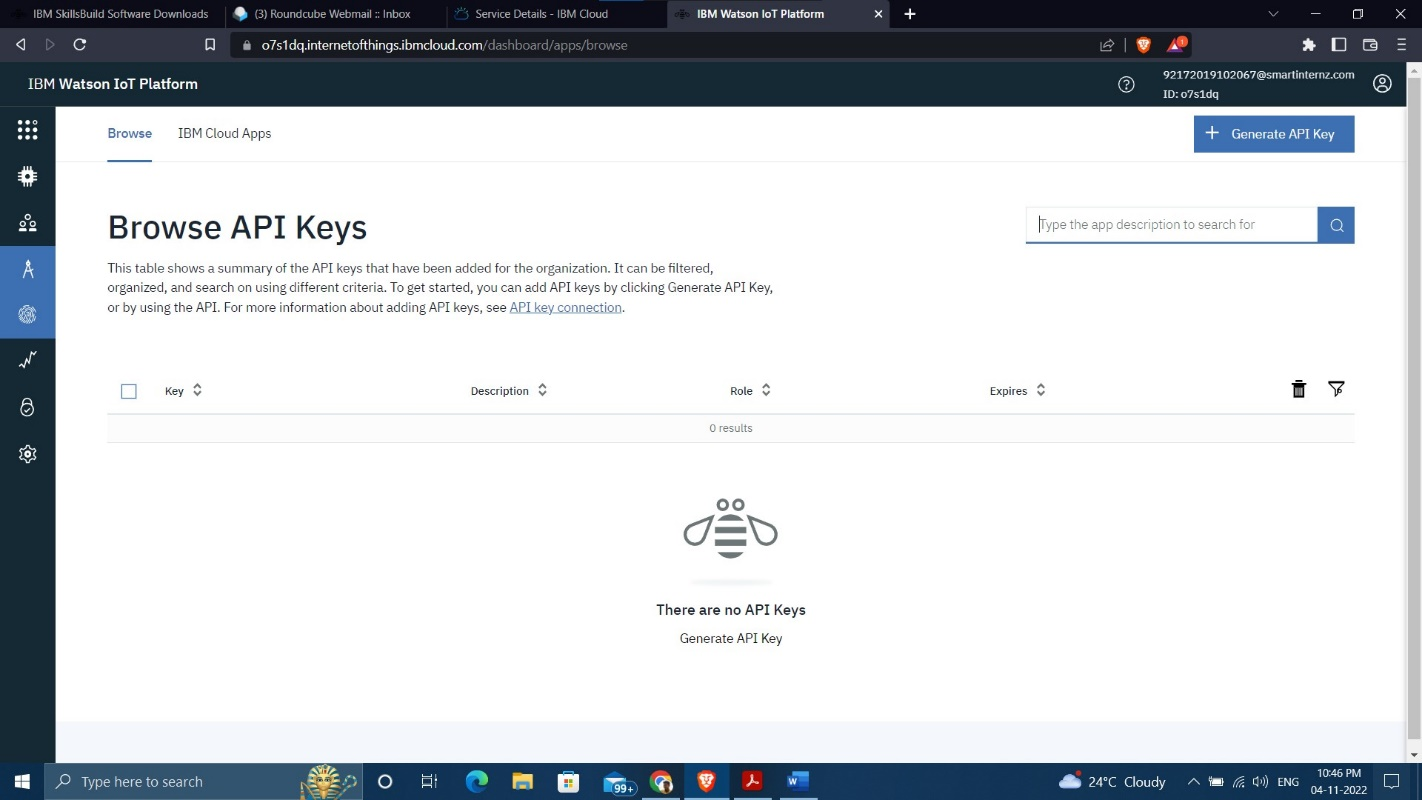 IBM SkillsBuild Software Downloads
(3) Roundcube Webmail :: Inbox
Service Details - IBM Cloud
IBM Watson IoT Platform
o7s1dq.internetofthings.ibmcloud.com/dashboard/apps/browse
1
IBM Watson IoT Platform
92172019102067@smartinternz.com
ID: o7s1dq
Browse
IBM Cloud Apps
Generate API Key
Browse API Keys
Type the app description to search for
This table shows a summary of the API keys that have been added for the organization. It can be filtered,
organized, and search on using different criteria. To get started, you can add API keys by clicking Generate API Key,
or by using the API. For more information about adding API keys, see API key connection.
Key
Description
Role
Expires
0 results
There are no API Keys
Generate API Key
Type here to search
99+
24°C Cloudy
ENG
10:46 PM
04-11-2022